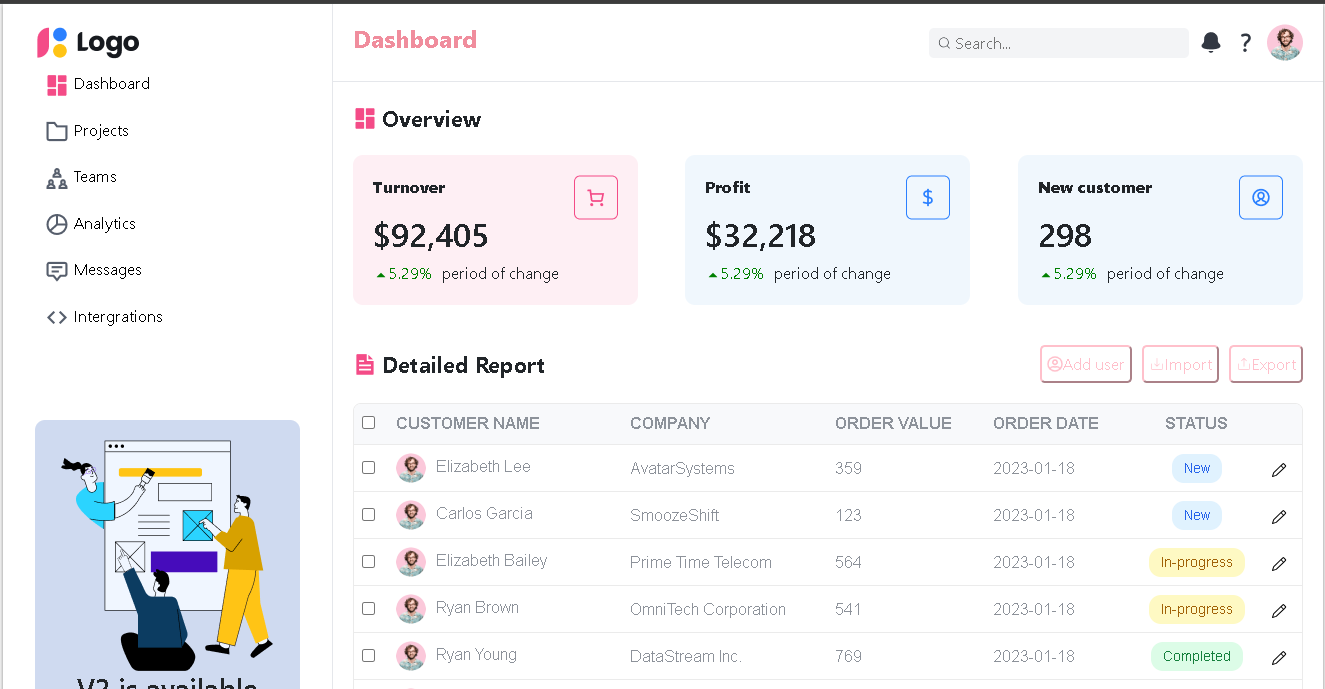 Logo
Dashboard
Projects
Teams
Analytics
Messages
Intergrations
V2 is available
Dashboard
Search...
?
Overview
Turnover
$92,405
5.29% period of change
Profit
$
$32,218
5.29% period of change
New customer
298
5.29% period of change
Detailed Report
Add user Import Export
CUSTOMER NAME COMPANY ORDER VALUE ORDER DATE STATUS
Elizabeth Lee AvatarSystems 359 2023-01-18 New
Carlos Garcia SmoozeShift 123 2023-01-18 New
Elizabeth Bailey Prime Time Telecom 564 2023-01-18 In-progress
Ryan Brown OmniTech Corporation 541 2023-01-18 In-progress
Ryan Young DataStream Inc. 769 2023-01-18 Completed